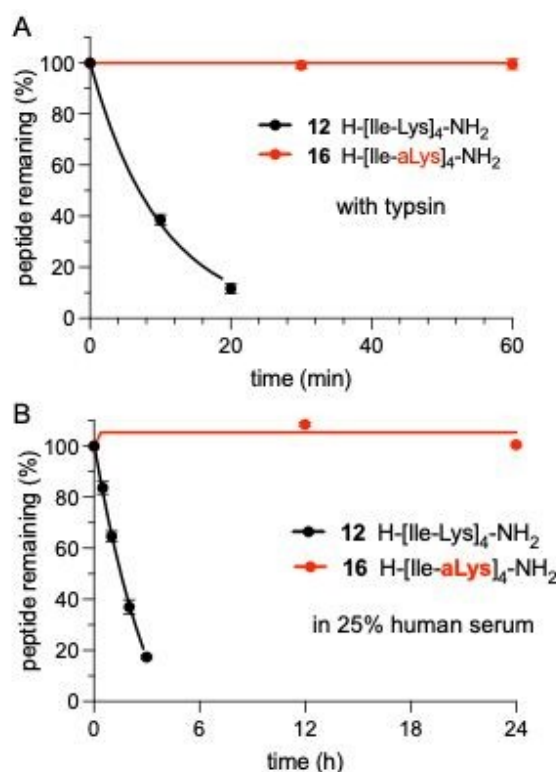 A
peptide remaning (%)
100
80
60
40
20
0
12 H-[Ile-Lys]4-NH2
16 H-[Ile-aLys]4-NH2
with typsin
0 20 40 60
time (min)
B
peptide remaining (%)
100
80
60
40
20
0
12 H-[Ile-Lys]4-NH2
16 H-[Ile-aLys]4-NH2
in 25% human serum
0 6 12 18 24
time (h)